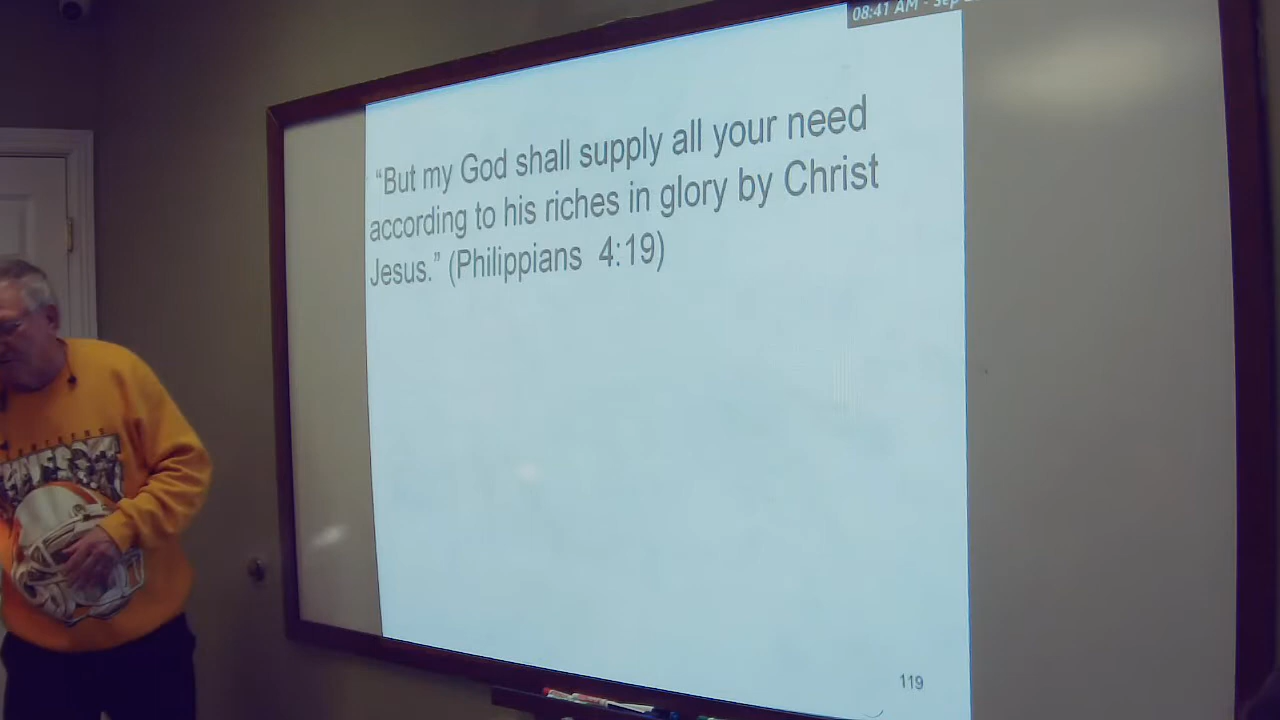 08:41 AM - Sep
“But my God shall supply all your need
according to his riches in glory by Christ
Jesus.” (Philippians 4:19)
119